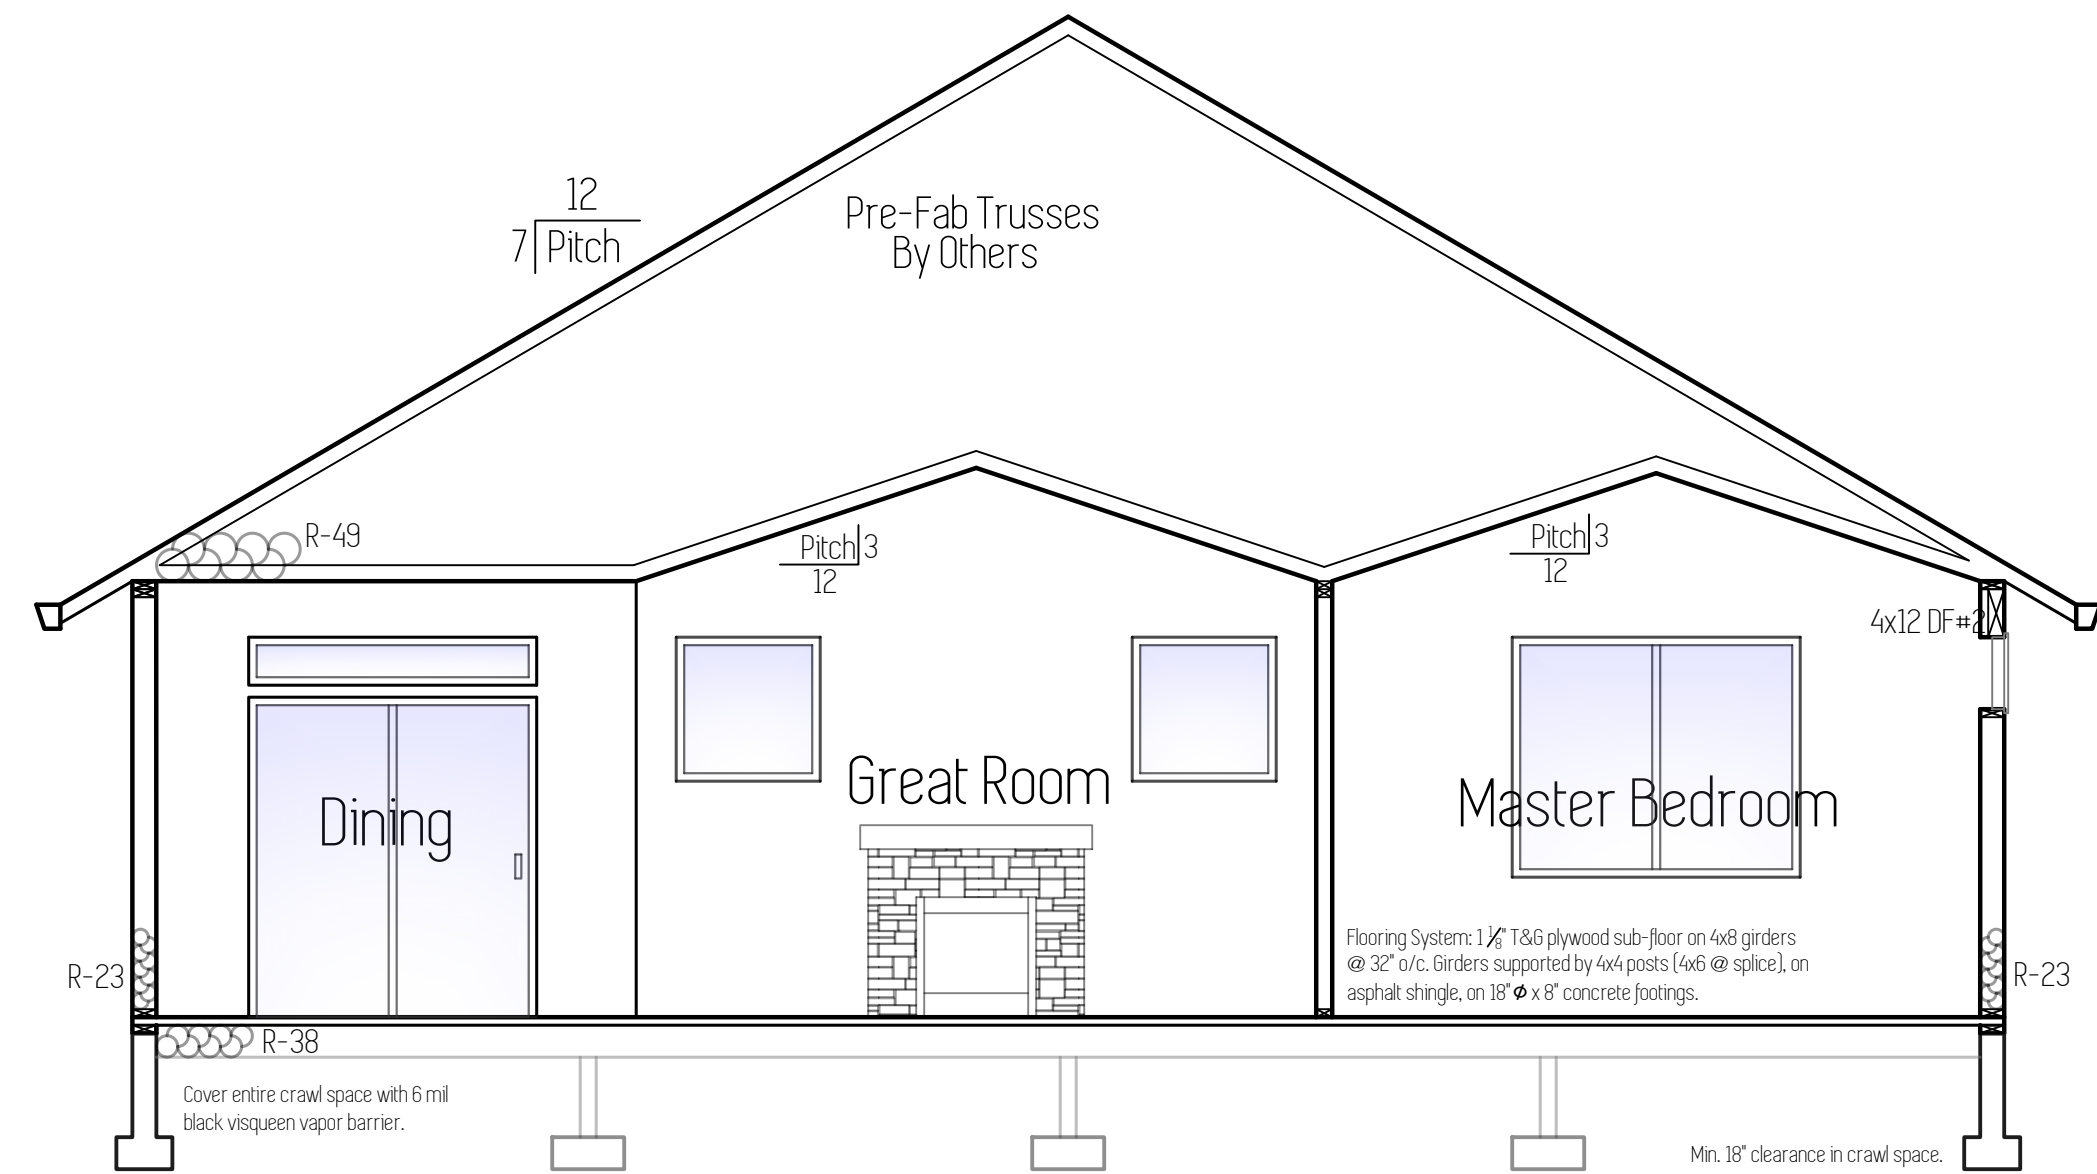 12
7 Pitch
Pre-Fab Trusses
By Others
R-49
Pitch 3
12
Pitch 3
12
4x12 DF#2
Great Room
Dining
Master Bedroom
Flooring System: 1 1/8" T&G plywood sub-floor on 4x8 girders
@ 32" o/c. Girders supported by 4x4 posts (4x6 @ splice), on
asphalt shingle, on 18" Φ x 8" concrete footings.
R-23
R-23
R-38
Cover entire crawl space with 6 mil
black visqueen vapor barrier.
Min. 18" clearance in crawl space.